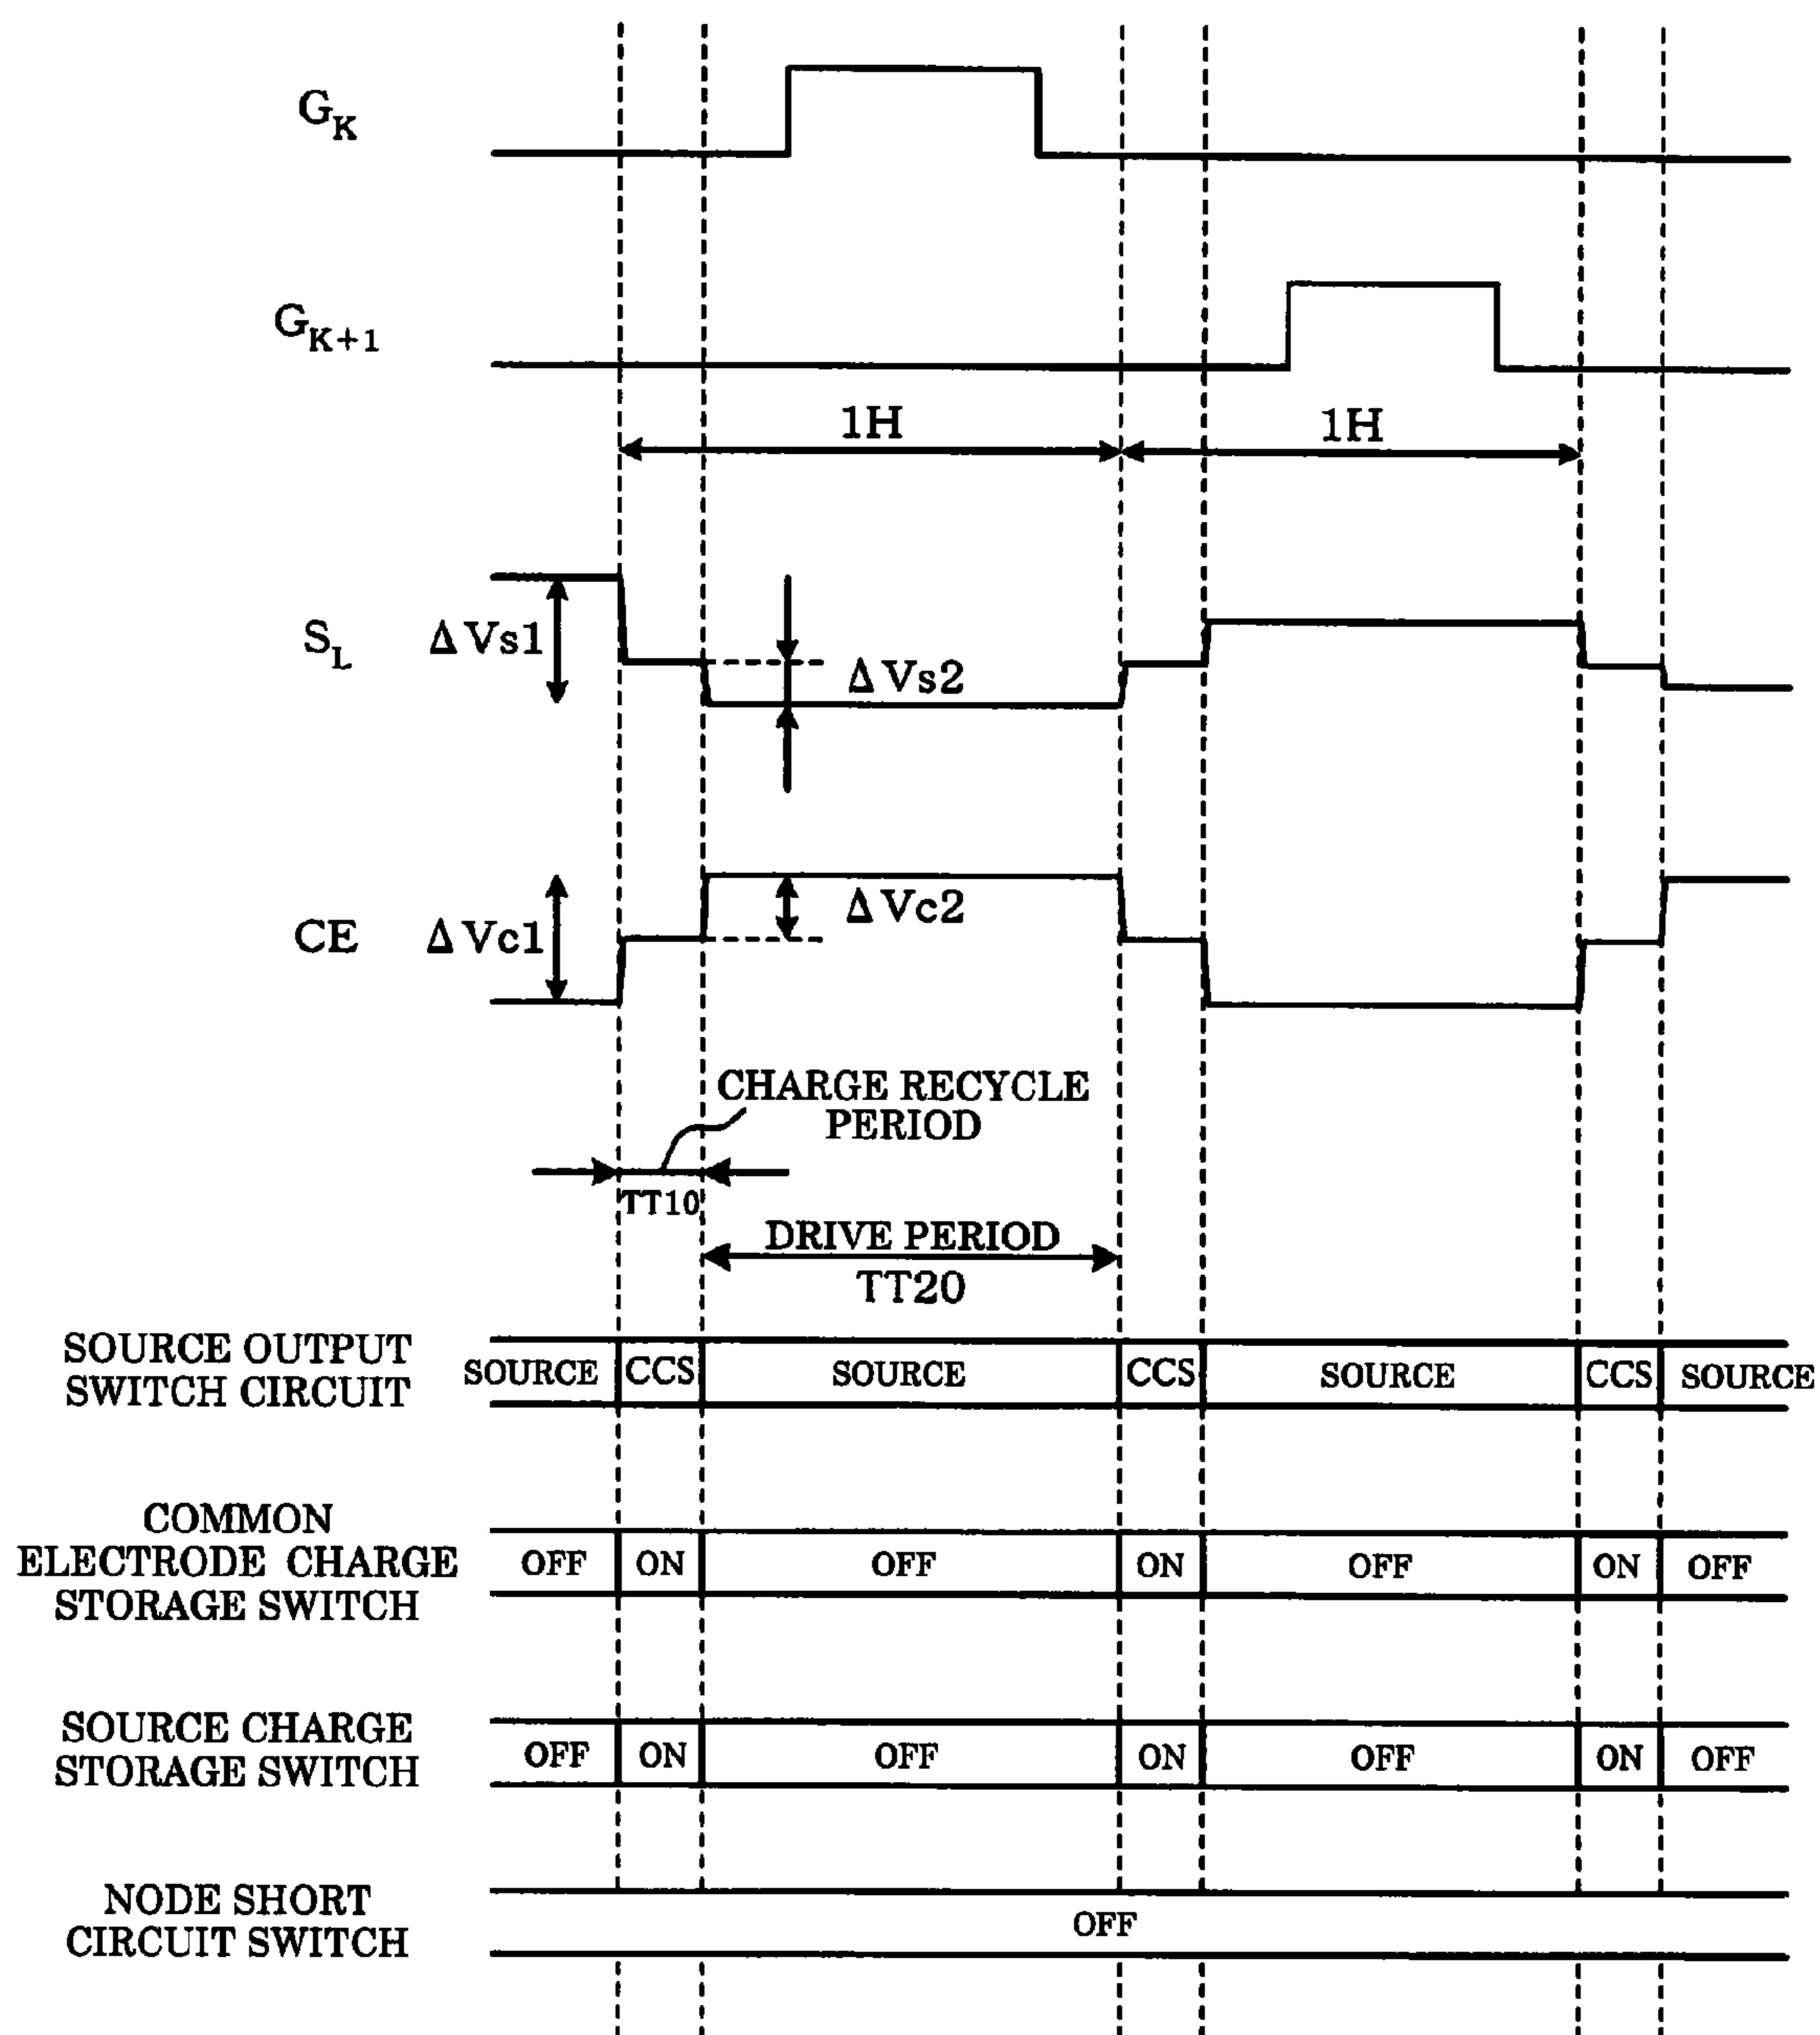 G_K
G_{K+1}
1H 1H
S_L ΔVs1 ΔVs2
CE ΔVc1 ΔVc2
CHARGE RECYCLE
PERIOD
TT10
DRIVE PERIOD
TT20
SOURCE OUTPUT
SWITCH CIRCUIT
SOURCE CCS SOURCE CCS SOURCE CCS SOURCE
COMMON
ELECTRODE CHARGE
STORAGE SWITCH
OFF ON OFF ON OFF ON OFF
SOURCE CHARGE
STORAGE SWITCH
OFF ON OFF ON OFF ON OFF
NODE SHORT
CIRCUIT SWITCH
OFF